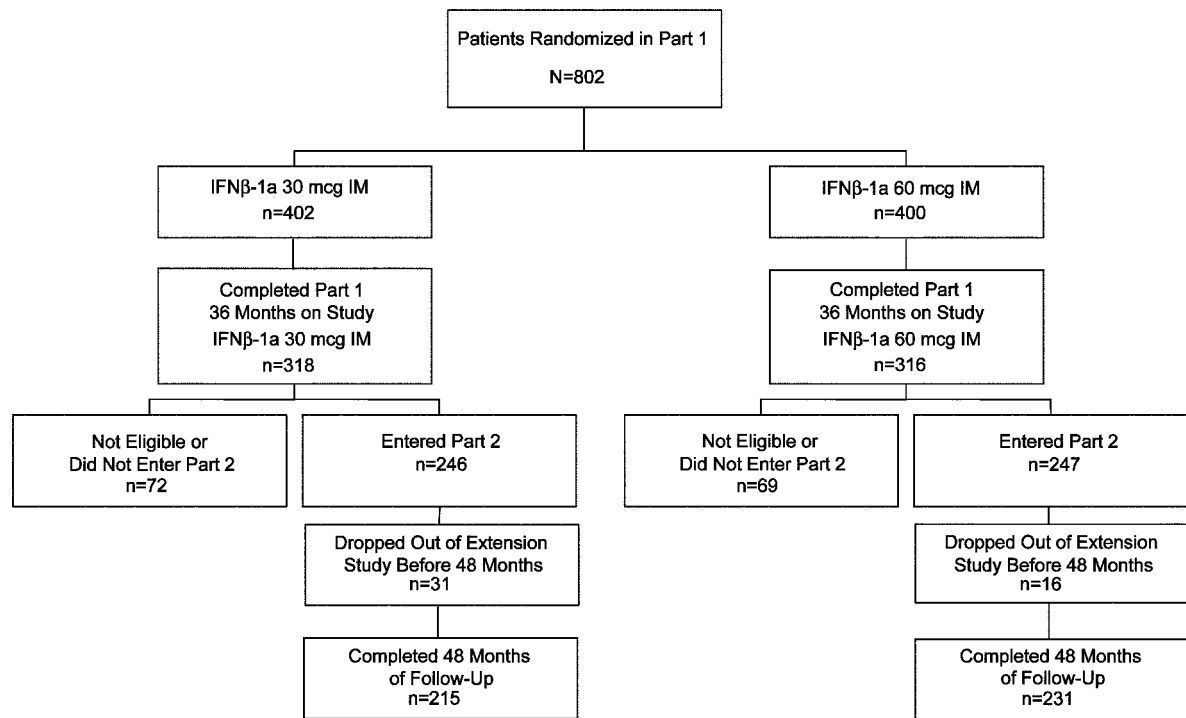 Patients Randomized in Part 1
N=802
IFNβ-1a 30 mcg IM
n=402
IFNβ-1a 60 mcg IM
n=400
Completed Part 1
36 Months on Study
IFNβ-1a 30 mcg IM
n=318
Completed Part 1
36 Months on Study
IFNβ-1a 60 mcg IM
n=316
Not Eligible or
Did Not Enter Part 2
n=72
Entered Part 2
n=246
Not Eligible or
Did Not Enter Part 2
n=69
Entered Part 2
n=247
Dropped Out of Extension
Study Before 48 Months
n=31
Dropped Out of Extension
Study Before 48 Months
n=16
Completed 48 Months
of Follow-Up
n=215
Completed 48 Months
of Follow-Up
n=231